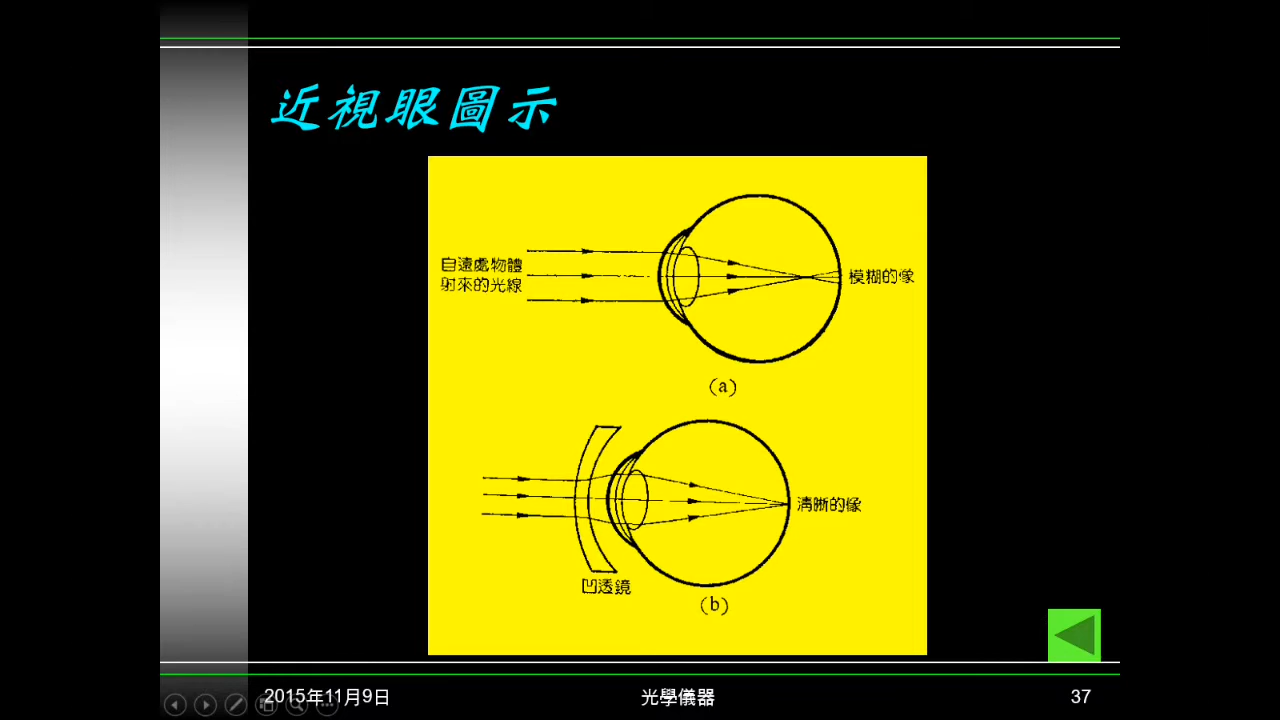 近視眼圖示
自遠處物體
射來的光線
模糊的像
(a)
清晰的像
凹透鏡
(b)
2015年11月9日
光學儀器
37